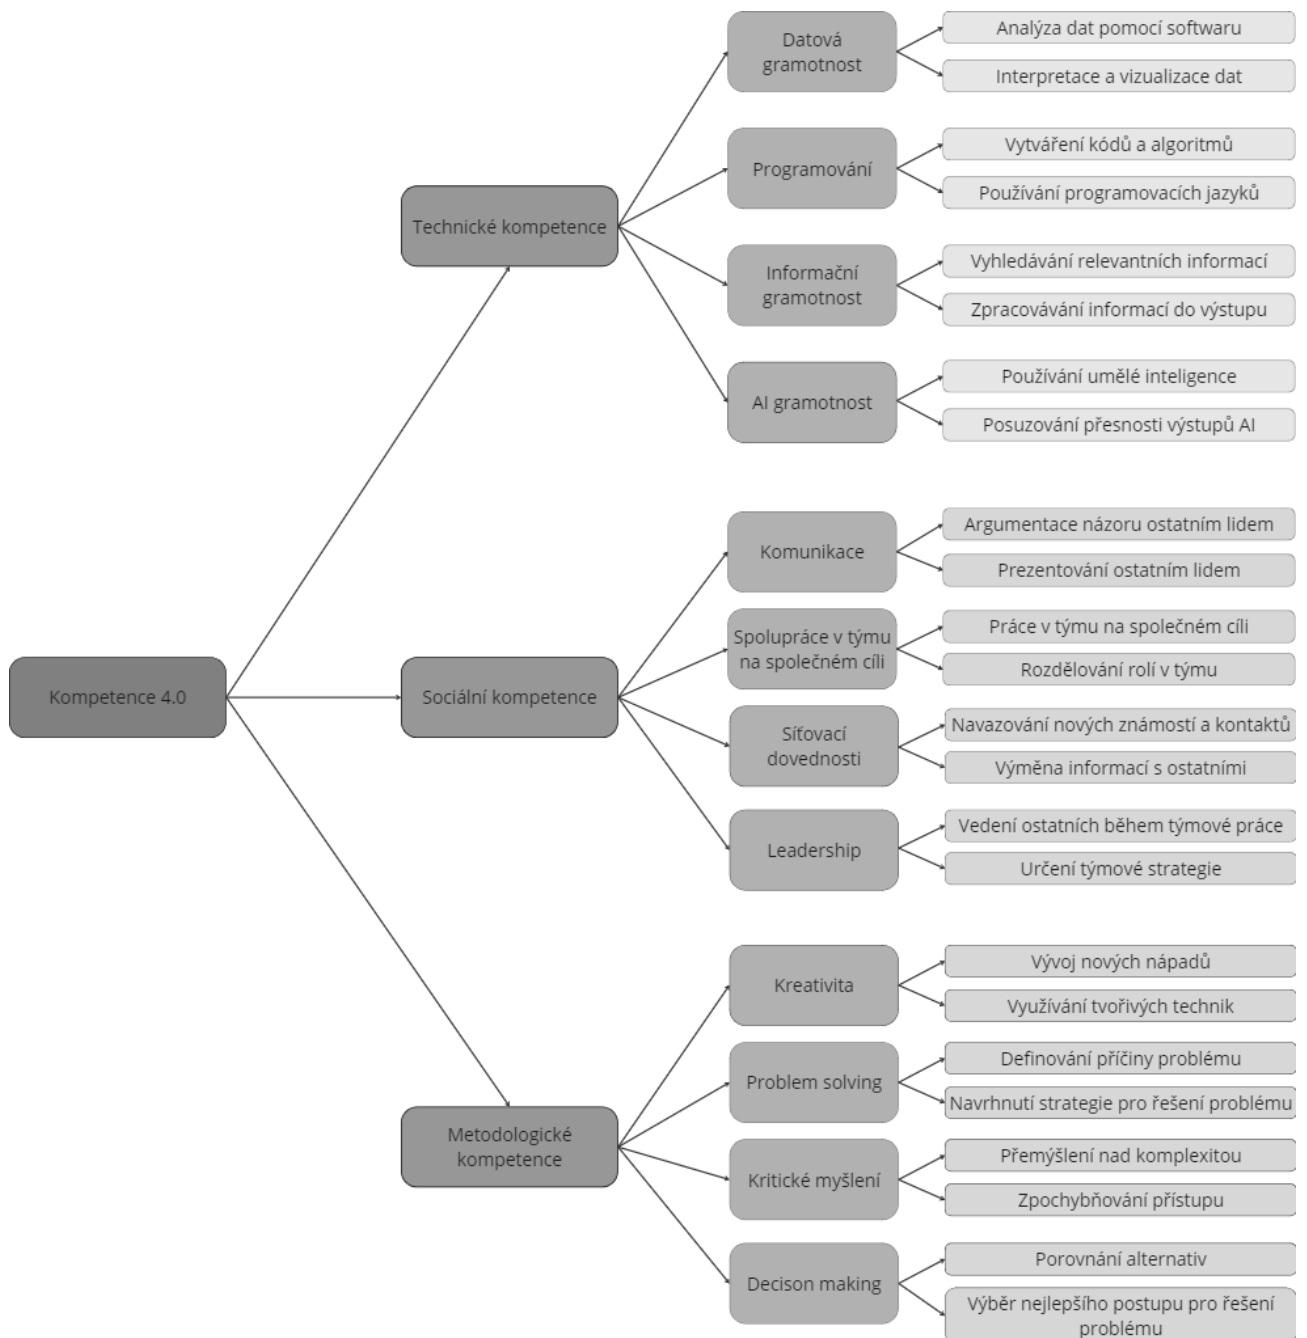 Kompetence 4.0
Technické kompetence
Datová
gramotnost
Analýza dat pomocí softwaru
Interpretace a vizualizace dat
Programování
Vytváření kódů a algoritmů
Používání programovacích jazyků
Informační
gramotnost
Vyhledávání relevantních informací
Zpracovávání informací do výstupu
AI gramotnost
Používání umělé inteligence
Posuzování přesnosti výstupů AI
Sociální kompetence
Komunikace
Argumentace názoru ostatním lidem
Prezentování ostatním lidem
Spolupráce v týmu
na společném cíli
Práce v týmu na společném cíli
Rozdělování rolí v týmu
Síťovací
dovednosti
Navazování nových známostí a kontaktů
Výměna informací s ostatními
Leadership
Vedení ostatních během týmové práce
Určení týmové strategie
Metodologické
kompetence
Kreativita
Vývoj nových nápadů
Využívání tvořivých technik
Problem solving
Definování příčiny problému
Navrhnutí strategie pro řešení problému
Kritické myšlení
Přemýšlení nad komplexitou
Zpochybňování přístupu
Decison making
Porovnání alternativ
Výběr nejlepšího postupu pro řešení
problému